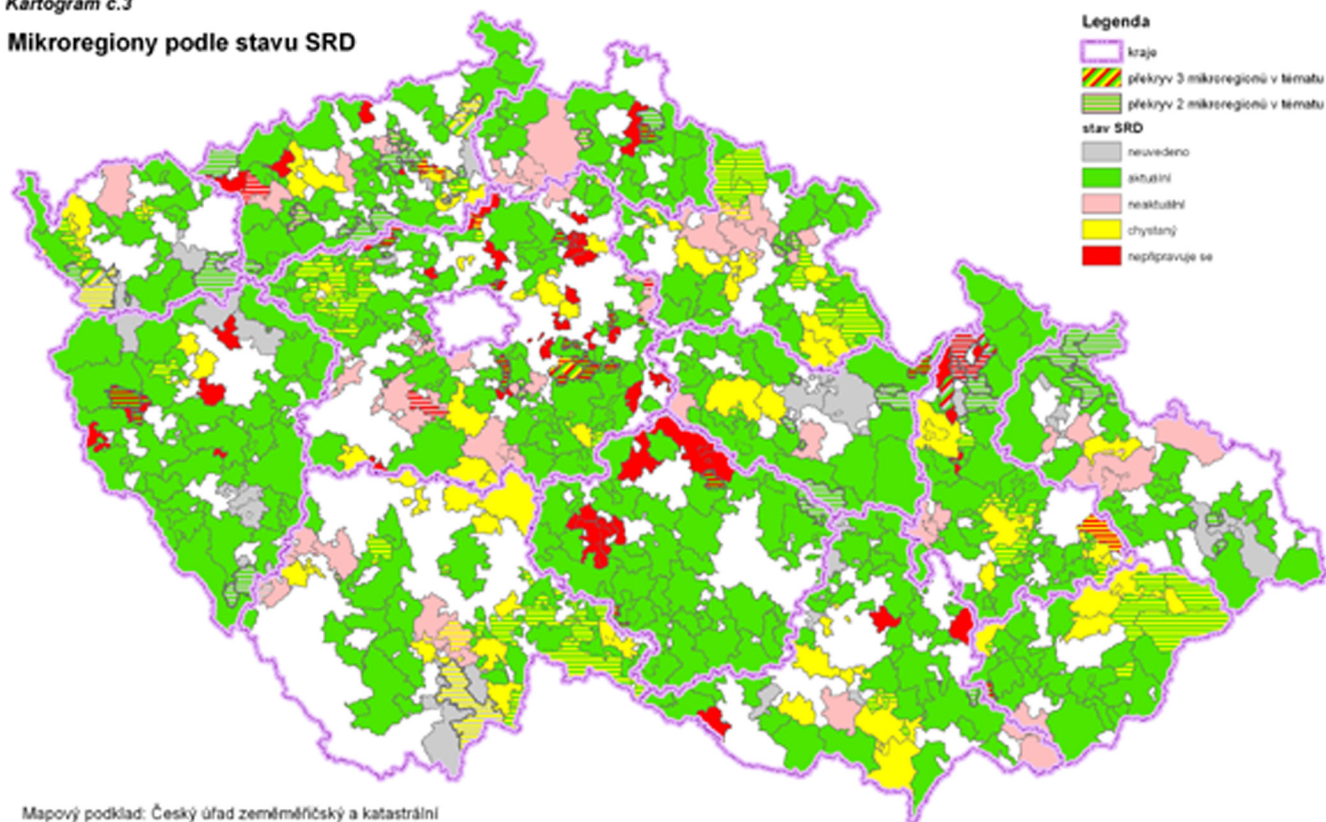 Kartogram č.3
Mikroregiony podle stavu SRD
Legenda
kraje
překryv 3 mikroregionů v tématu
překryv 2 mikroregionů v tématu
stav SRD
neuvedeno
aktuální
neaktuální
chystaný
nepřipravuje se
Mapový podklad: Český úřad zeměměřičský a katastrální